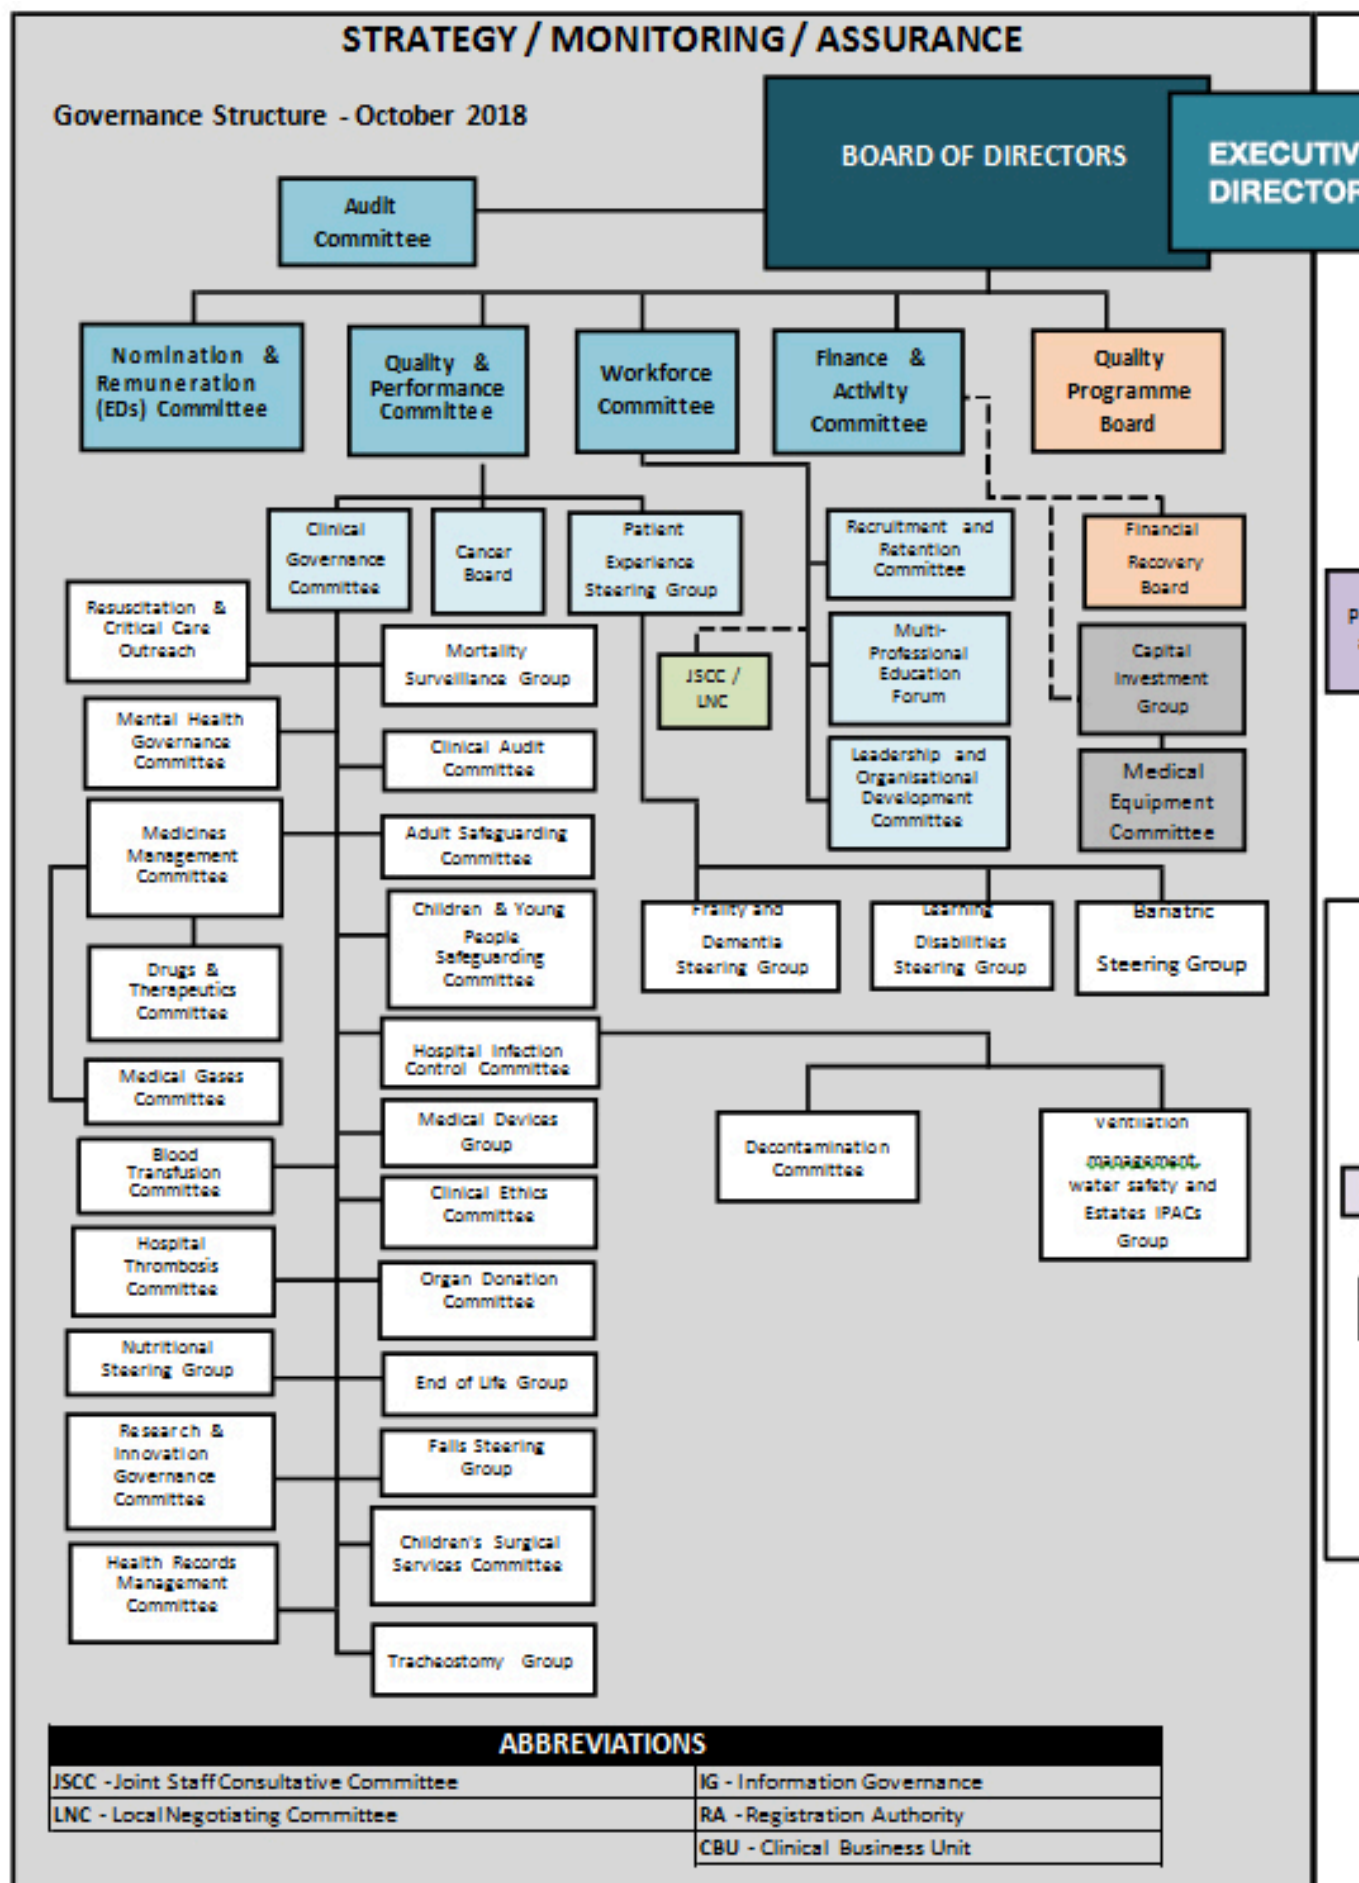 STRATEGY / MONITORING / ASSURANCE
Governance Structure - October 2018
BOARD OF DIRECTORS
EXECUTIV
DIRECTOR
Audit
Committee
Nomination &
Remuneration
(EDs) Committee
Quality &
Performance
Committee
Workforce
Committee
Finance &
Activity
Committee
Quality
Programme
Board
Clinical
Governance
Committee
Cancer
Board
Patient
Experience
Steering Group
Recruitment and
Retention
Committee
Financial
Recovery
Board
Resuscitation &
Critical Care
Outreach
Mortality
Surveillance Group
JSCC /
LNC
Multi-
Professional
Education
Forum
Capital
Investment
Group
P
Mental Health
Governance
Committee
Clinical Audit
Committee
Leadership and
Organisational
Development
Committee
Medical
Equipment
Committee
Medicines
Management
Committee
Adult Safeguarding
Committee
Children & Young
People
Safeguarding
Committee
Frailty and
Dementia
Steering Group
Learning
Disabilities
Steering Group
Bariatric
Steering Group
Drugs &
Therapeutics
Committee
Hospital Infection
Control Committee
Medical Gases
Committee
Medical Devices
Group
Decontamination
Committee
Ventilation
management,
water safety and
Estates IPACs
Group
Blood
Transfusion
Committee
Clinical Ethics
Committee
Hospital
Thrombosis
Committee
Organ Donation
Committee
Nutritional
Steering Group
End of Life Group
Research &
Innovation
Governance
Committee
Falls Steering
Group
Children's Surgical
Services Committee
Health Records
Management
Committee
Tracheostomy Group
ABBREVIATIONS
JSCC - Joint Staff Consultative Committee
IG - Information Governance
LNC - Local Negotiating Committee
RA - Registration Authority
CBU - Clinical Business Unit